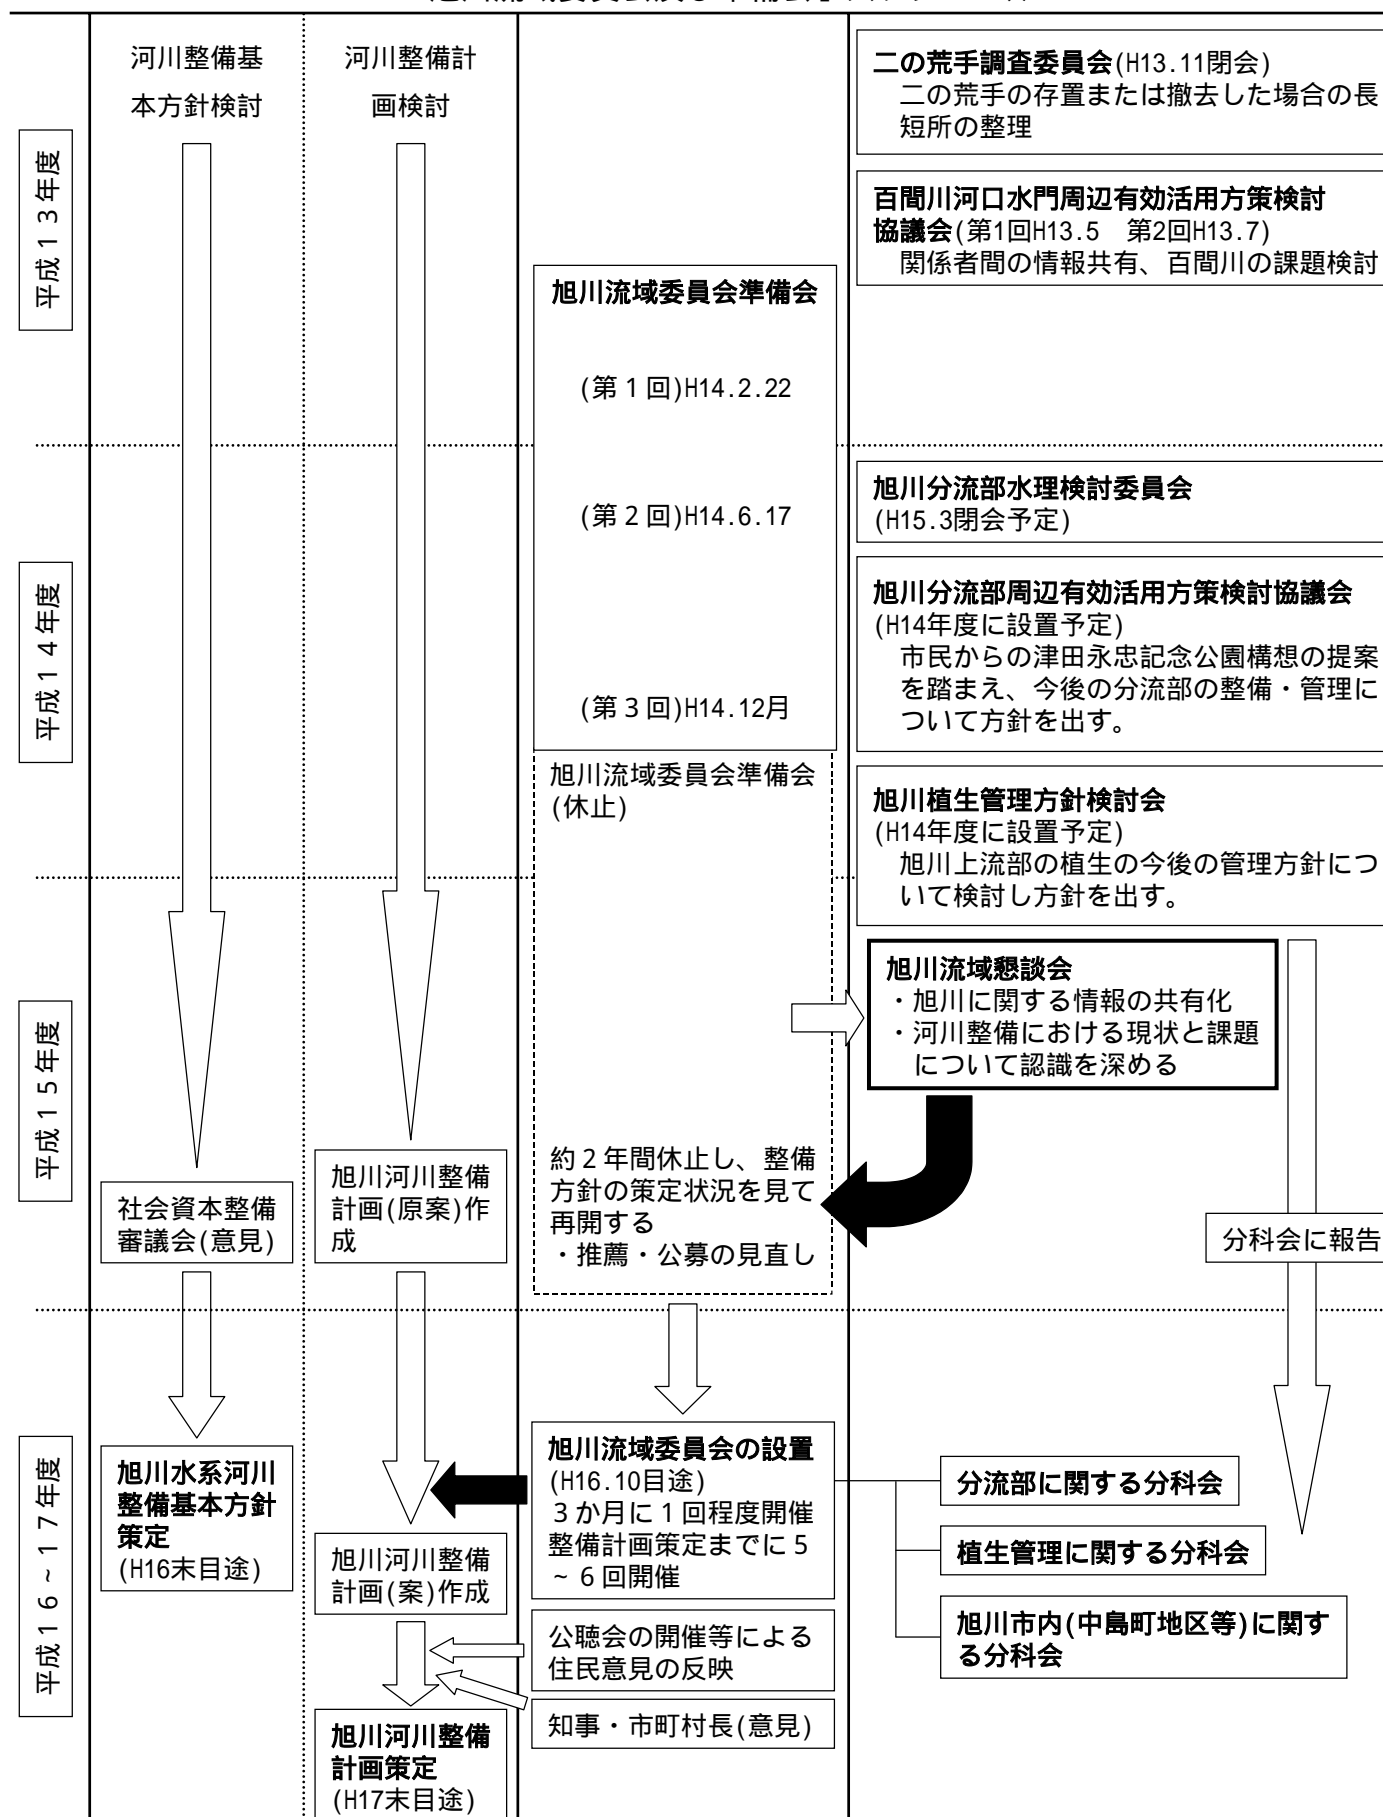 河川整備基
本方針検討
河川整備計
画検討
二の荒手調査委員会(H13.11閉会)
二の荒手の存置または撤去した場合の長
短所の整理
平成13年度
百間川河口水門周辺有効活用方策検討
協議会(第1回H13.5　第2回H13.7)
関係者間の情報共有、百間川の課題検討
旭川流域委員会準備会
(第1回)H14.2.22
平成14年度
(第2回)H14.6.17
(第3回)H14.12月
旭川分流部水理検討委員会
(H15.3閉会予定)
旭川分流部周辺有効活用方策検討協議会
(H14年度に設置予定)
市民からの津田永忠記念公園構想の提案
を踏まえ、今後の分流部の整備・管理に
ついて方針を出す。
旭川流域委員会準備会
(休止)
旭川植生管理方針検討会
(H14年度に設置予定)
旭川上流部の植生の今後の管理方針につ
いて検討し方針を出す。
平成15年度
旭川流域懇談会
・旭川に関する情報の共有化
・河川整備における現状と課題
について認識を深める
社会資本整備
審議会(意見)
旭川河川整備
計画(原案)作
成
約2年間休止し、整備
方針の策定状況を見て
再開する
・推薦・公募の見直し
分科会に報告
平成16~17年度
旭川水系河川
整備基本方針
策定
(H16末目途)
旭川河川整備
計画(案)作成
旭川流域委員会の設置
(H16.10目途)
3か月に1回程度開催
整備計画策定までに5
~6回開催
分流部に関する分科会
植生管理に関する分科会
旭川市内(中島町地区等)に関す
る分科会
公聴会の開催等による
住民意見の反映
知事・市町村長(意見)
旭川河川整備
計画策定
(H17末目途)